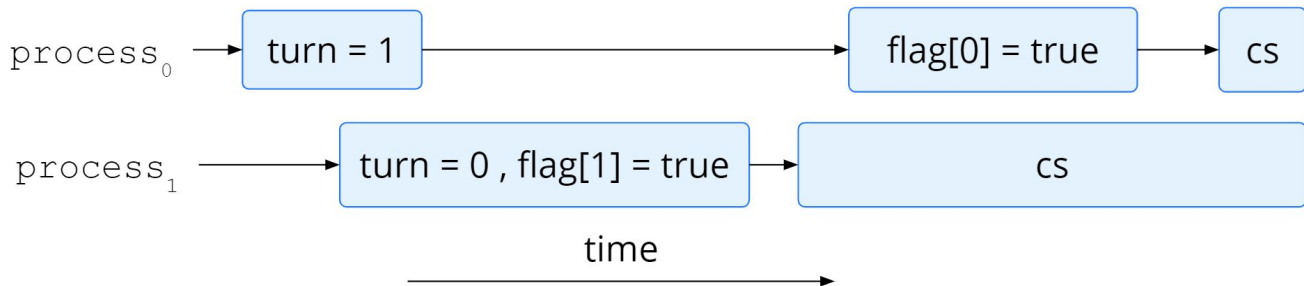 process₀ turn = 1 flag[0] = true cs
process₁ turn = 0 , flag[1] = true cs
time